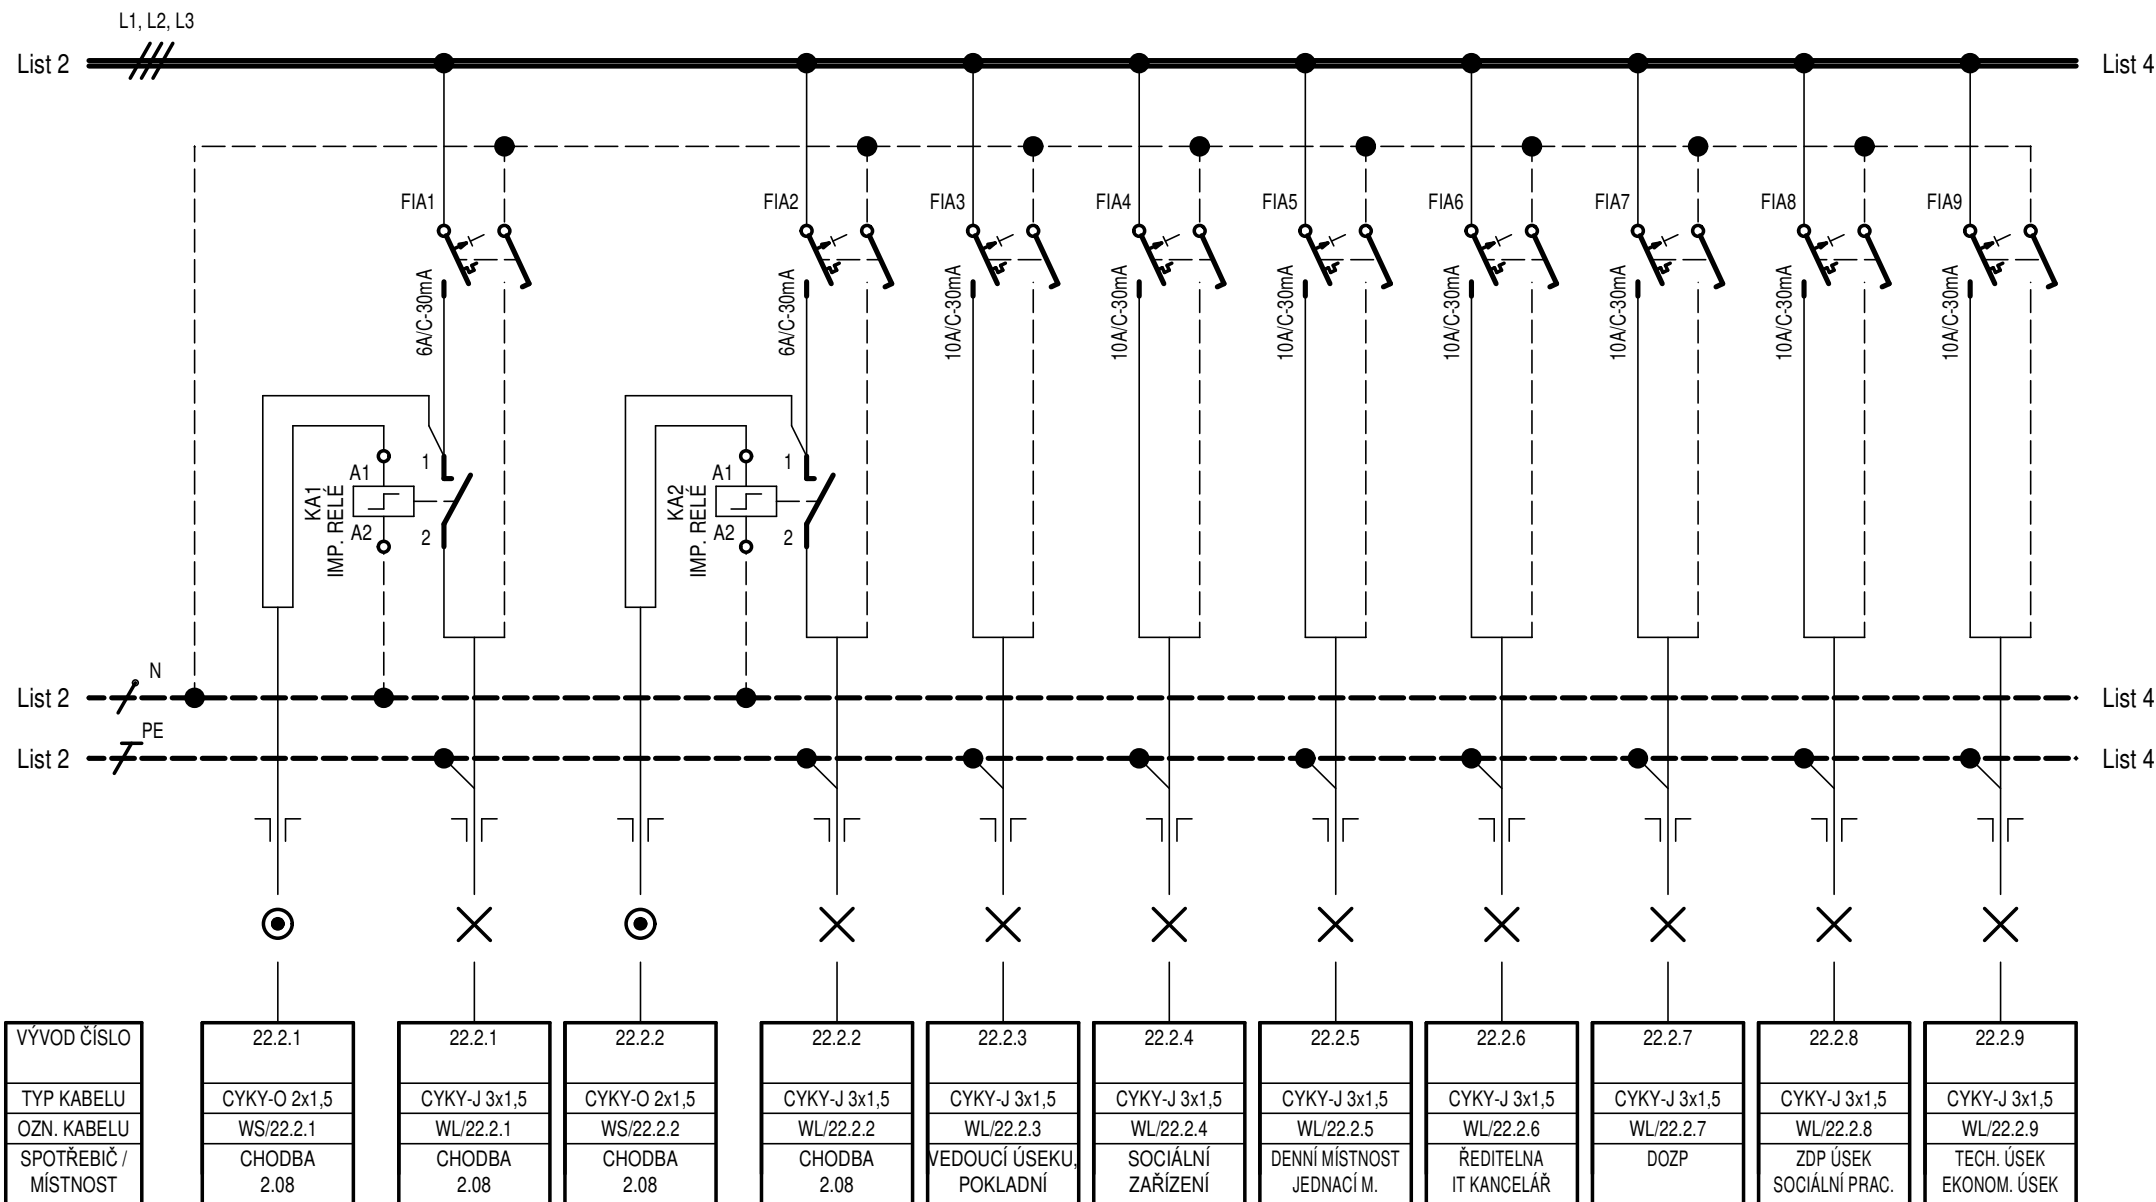 L1, L2, L3
List 2
List 4
FIA1
FIA2
FIA3
FIA4
FIA5
FIA6
FIA7
FIA8
FIA9
6A/C-30mA
6A/C-30mA
10A/C-30mA
10A/C-30mA
10A/C-30mA
10A/C-30mA
10A/C-30mA
10A/C-30mA
10A/C-30mA
KA1
IMP. RELÉ
A1
A2
1
2
KA2
IMP. RELÉ
A1
A2
1
2
N
List 2
List 4
PE
List 2
List 4
VÝVOD ČÍSLO 22.2.1 22.2.1 22.2.2 22.2.2 22.2.3 22.2.4 22.2.5 22.2.6 22.2.7 22.2.8 22.2.9
TYP KABELU CYKY-O 2x1,5 CYKY-J 3x1,5 CYKY-O 2x1,5 CYKY-J 3x1,5 CYKY-J 3x1,5 CYKY-J 3x1,5 CYKY-J 3x1,5 CYKY-J 3x1,5 CYKY-J 3x1,5 CYKY-J 3x1,5 CYKY-J 3x1,5
OZN. KABELU WS/22.2.1 WL/22.2.1 WS/22.2.2 WL/22.2.2 WL/22.2.3 WL/22.2.4 WL/22.2.5 WL/22.2.6 WL/22.2.7 WL/22.2.8 WL/22.2.9
SPOTŘEBIČ / CHODBA CHODBA CHODBA CHODBA VEDOUCÍ ÚSEKU, SOCIÁLNÍ DENNÍ MÍSTNOST ŘEDITELNA DOZP ZDP ÚSEK TECH. ÚSEK
MÍSTNOST 2.08 2.08 2.08 2.08 POKLADNÍ ZAŘÍZENÍ JEDNACÍ M. IT KANCELÁŘ SOCIÁLNÍ PRAC. EKONOM. ÚSEK